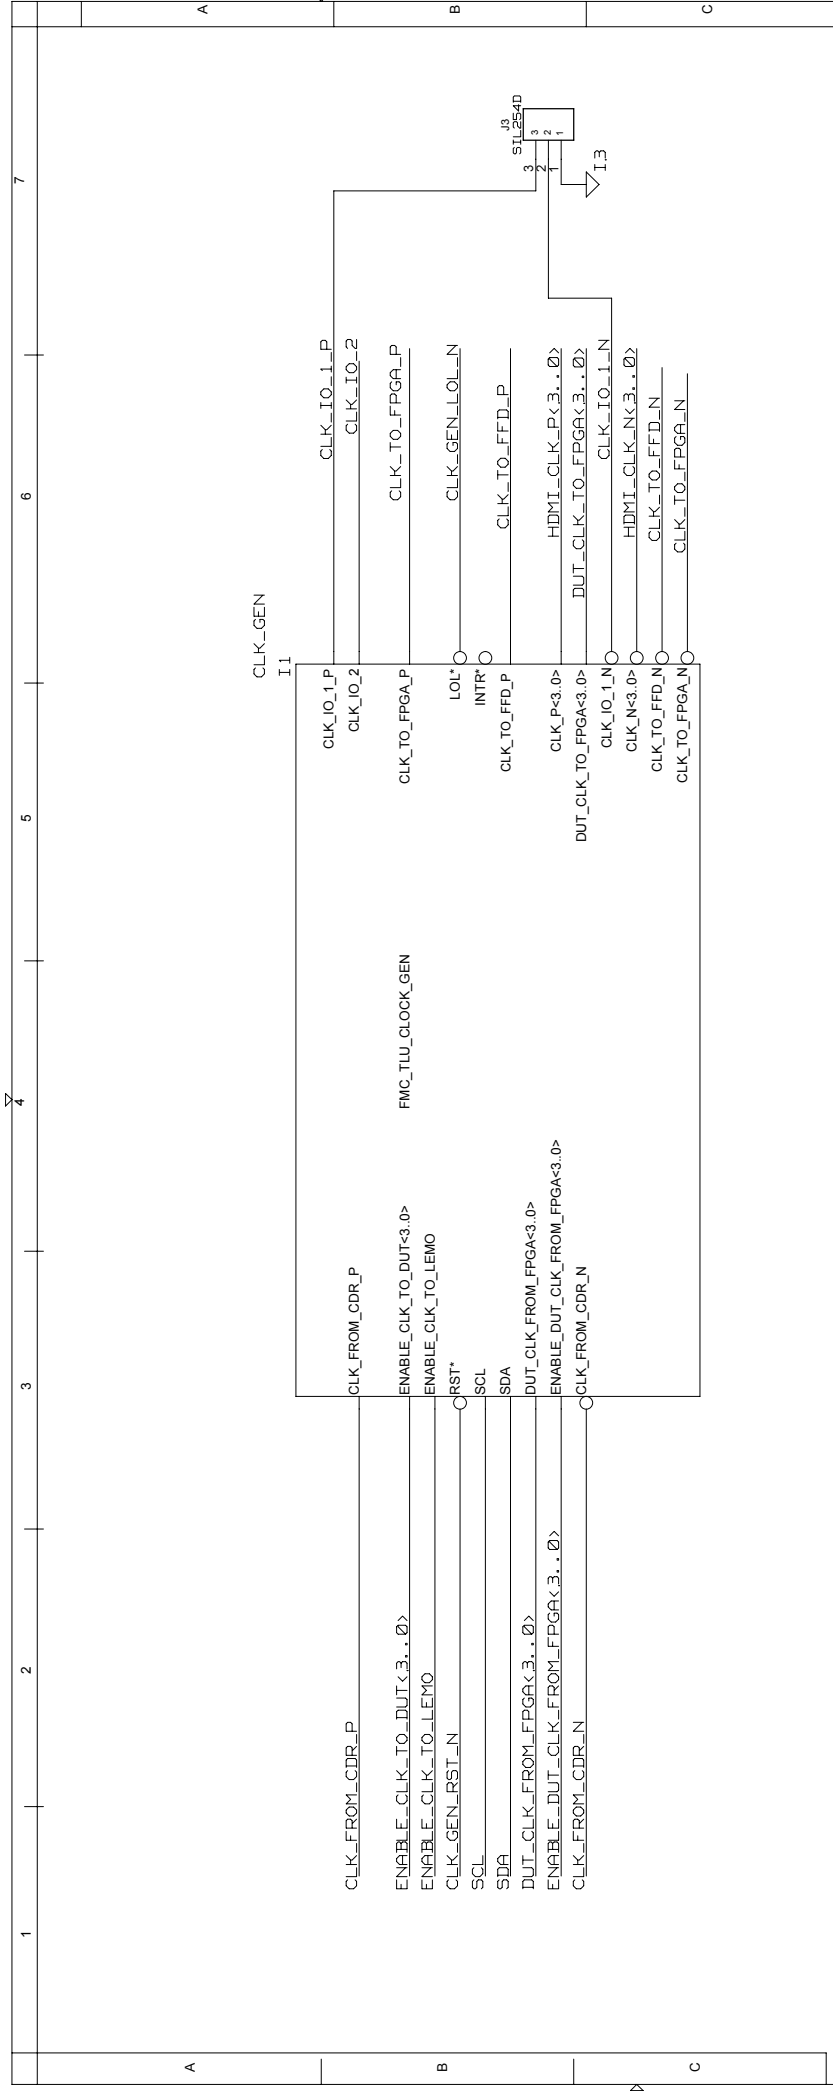 1
2
3
4
5
6
7
A
B
C
A
B
C
CLK_GEN
I1
FMC_TLU_CLOCK_GEN
CLK_FROM_CDR_P
ENABLE_CLK_TO_DUT<3..0>
ENABLE_CLK_TO_LEMO
CLK_GEN_RST_N
SCL
SDA
DUT_CLK_FROM_FPGA<3..0>
ENABLE_DUT_CLK_FROM_FPGA<3..0>
CLK_FROM_CDR_N
CLK_FROM_CDR_P
ENABLE_CLK_TO_DUT<3..0>
ENABLE_CLK_TO_LEMO
RST*
SCL
SDA
DUT_CLK_FROM_FPGA<3..0>
ENABLE_DUT_CLK_FROM_FPGA<3..0>
CLK_FROM_CDR_N
CLK_IO_1_P
CLK_IO_2
CLK_TO_FPGA_P
LOL*
INTR*
CLK_TO_FFD_P
CLK_P<3..0>
DUT_CLK_TO_FPGA<3..0>
CLK_IO_1_N
CLK_N<3..0>
CLK_TO_FFD_N
CLK_TO_FPGA_N
CLK_IO_1_P
CLK_IO_2
CLK_TO_FPGA_P
CLK_GEN_LOL_N
CLK_TO_FFD_P
HDMI_CLK_P<3..0>
DUT_CLK_TO_FPGA<3..0>
CLK_IO_1_N
HDMI_CLK_N<3..0>
CLK_TO_FFD_N
CLK_TO_FPGA_N
J3
SIL254D
3 3
2 2
1 1
I3